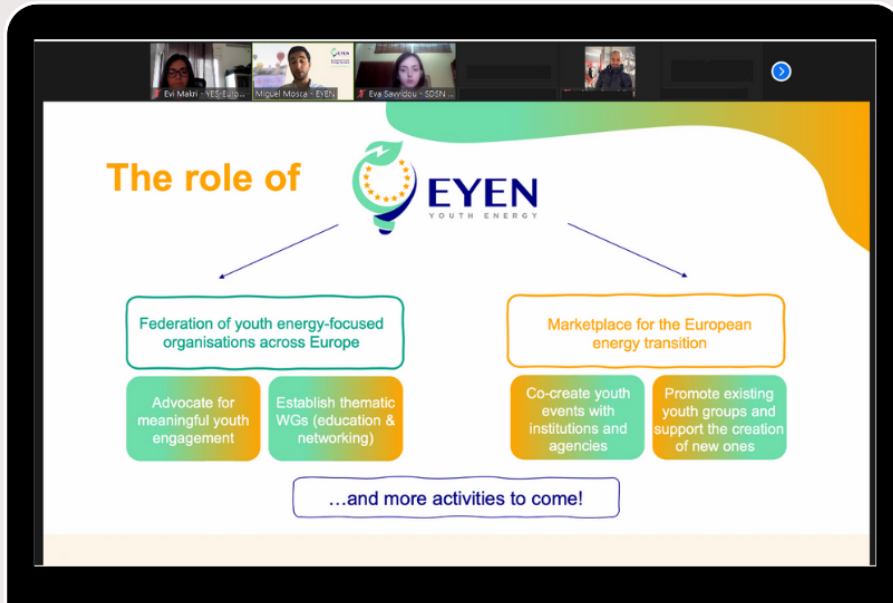 Evi Makri - YES-Euro...
Miguel Mosca - EYEN
Eva Savvidou - SDSN ...
EYEN
The role of
EYEN
YOUTH ENERGY
Federation of youth energy-focused
organisations across Europe
Advocate for
meaningful youth
engagement
Establish thematic
WGs (education &
networking)
Marketplace for the European
energy transition
Co-create youth
events with
institutions and
agencies
Promote existing
youth groups and
support the creation
of new ones
...and more activities to come!